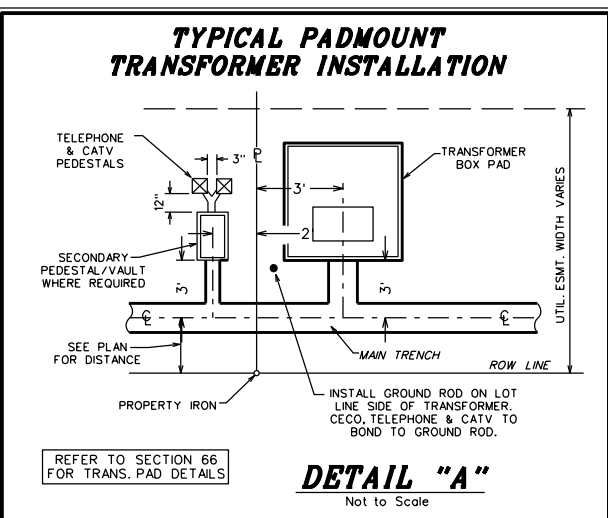 TYPICAL PADMOUNT
TRANSFORMER INSTALLATION
TELEPHONE
& CATV
PEDESTALS
3"
℄
TRANSFORMER
BOX PAD
3'
12"
2'
SECONDARY
PEDESTAL/VAULT
WHERE REQUIRED
3'
3'
UTIL. ESMT. WIDTH VARIES
℄
℄
SEE PLAN
FOR DISTANCE
MAIN TRENCH
ROW LINE
PROPERTY IRON
INSTALL GROUND ROD ON LOT
LINE SIDE OF TRANSFORMER.
CECO, TELEPHONE & CATV TO
BOND TO GROUND ROD.
REFER TO SECTION 66
FOR TRANS. PAD DETAILS
DETAIL "A"
Not to Scale